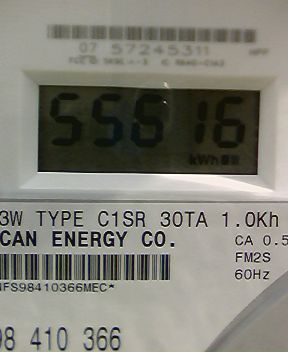 07 57245311
55616
kWh
3W TYPE C1SR 30TA 1.0Kh
CAN ENERGY CO.
CA 0.5
FM2S
60Hz
NFS98410366MEC*
98 410 366